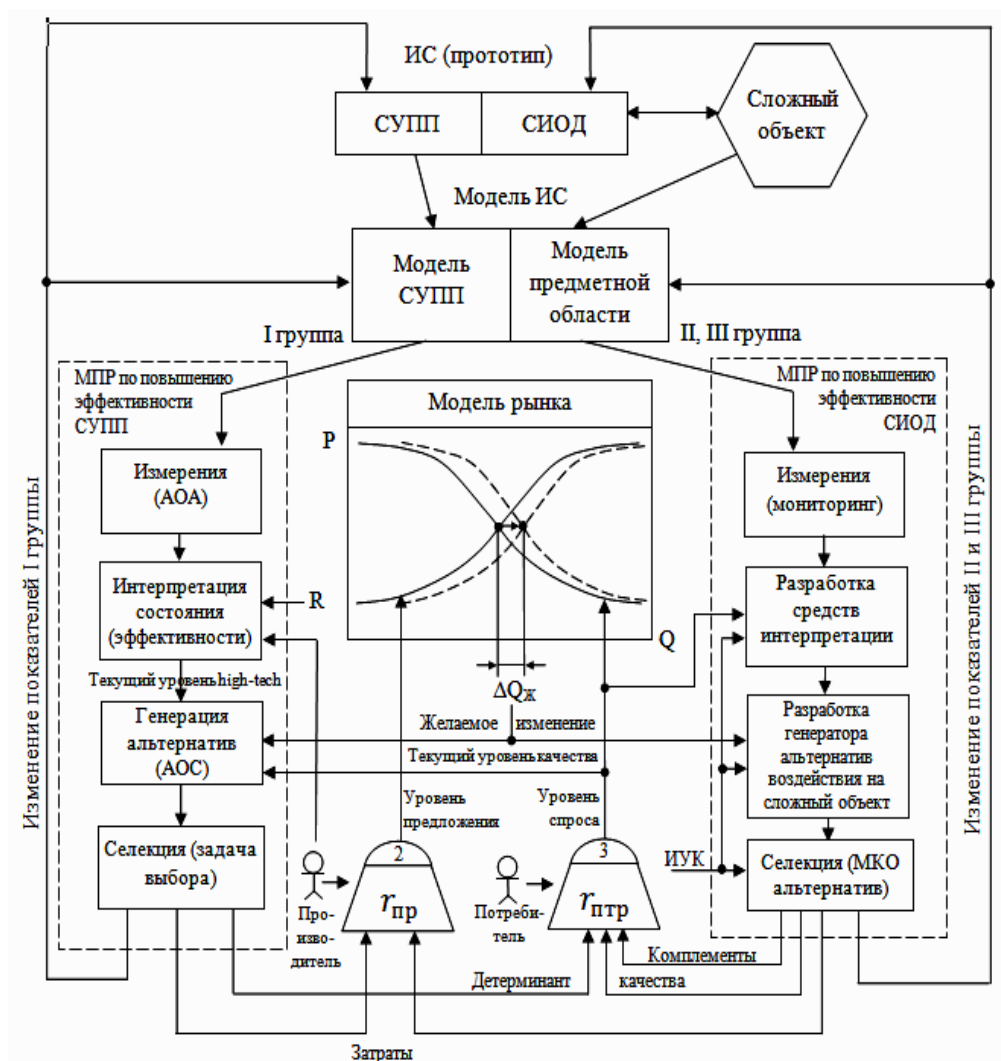 ИС (прототип)
СУПП
СИОД
Сложный
объект
Модель ИС
Модель
СУПП
Модель
предметной
области
I группа
II, III группа
МПР по повышению
эффективности
СУПП
Модель рынка
МПР по повышению
эффективности
СИОД
P
Измерения
(АОА)
Измерения
(мониторинг)
Интерпретация
состояния
(эффективности)
R
Разработка
средств
интерпретации
Q
Текущий уровень high-tech
ΔQж
Генерация
альтернатив
(АОС)
Желаемое изменение
Текущий уровень качества
Разработка
генератора
альтернатив
воздействия на
сложный объект
Уровень
предложения
Уровень
спроса
Селекция (задача
выбора)
2
3
ИУК
Селекция (МКО
альтернатив)
rпр
rптр
Про-
изво-
дитель
Потреби-
тель
Комплементы
качества
Детерминант
Затраты
Изменение показателей I группы
Изменение показателей II и III группы